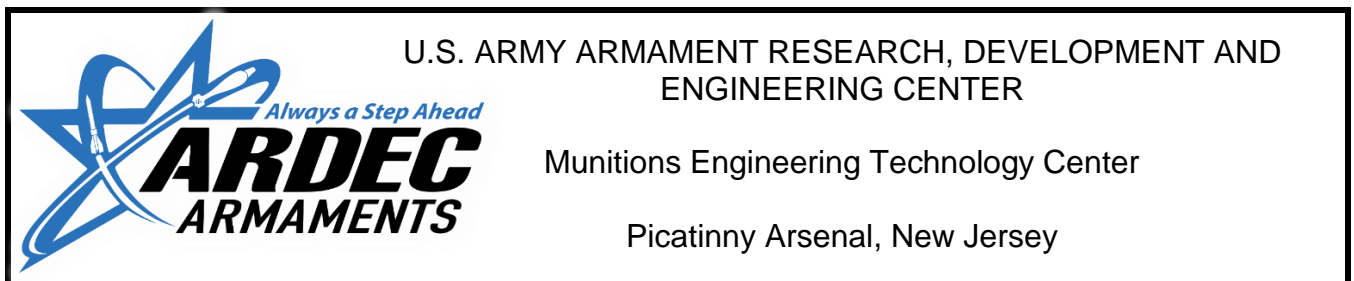 U.S. ARMY ARMAMENT RESEARCH, DEVELOPMENT AND
ENGINEERING CENTER
Always a Step Ahead
ARDEC
ARMAMENTS
Munitions Engineering Technology Center
Picatinny Arsenal, New Jersey